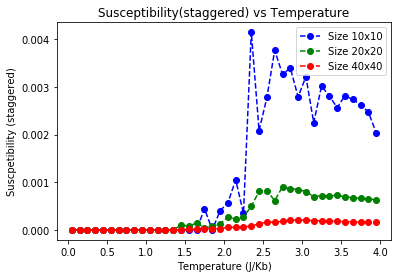 Susceptibility(staggered) vs Temperature
Size 10x10
Size 20x20
Size 40x40
0.004
0.003
0.002
0.001
0.000
Suscpetibility (staggered)
0.0 0.5 1.0 1.5 2.0 2.5 3.0 3.5 4.0
Temperature (J/Kb)